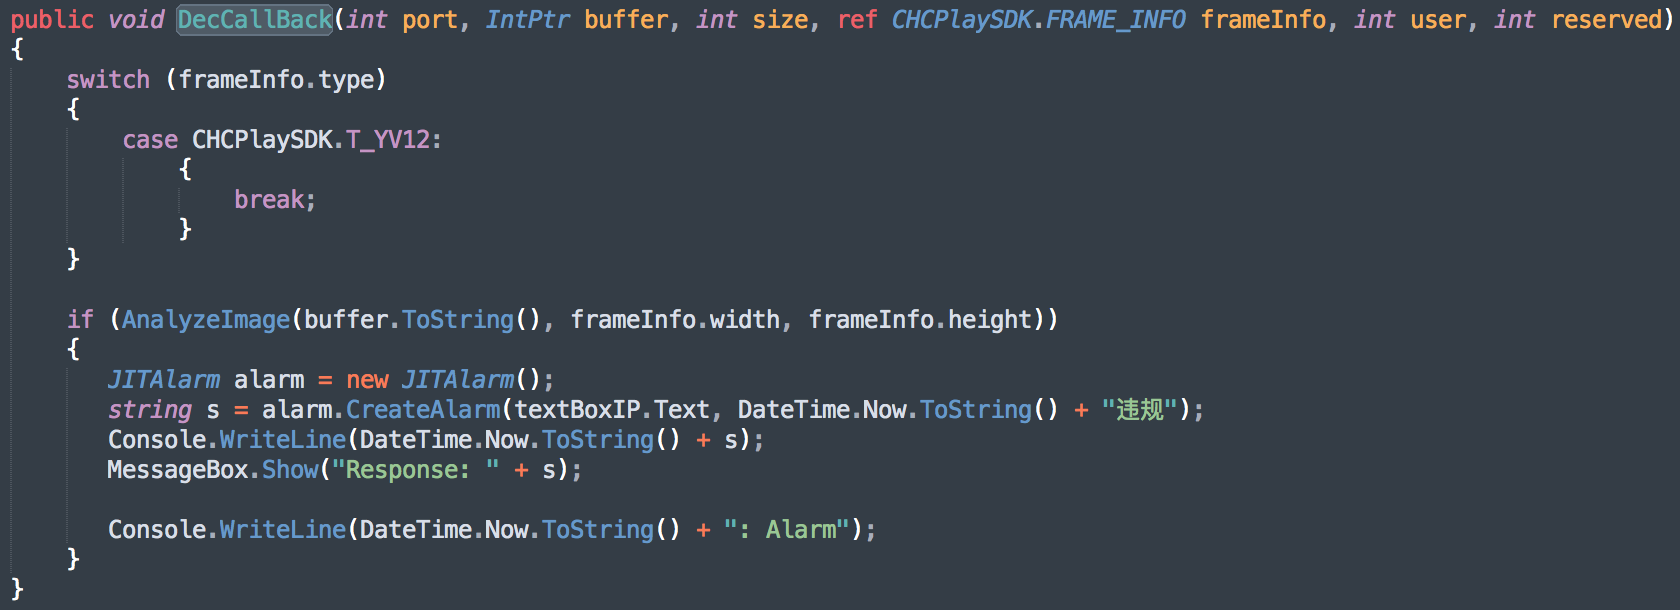 public void DecCallBack(int port, IntPtr buffer, int size, ref CHCPlaySDK.FRAME_INFO frameInfo, int user, int reserved)
{
    switch (frameInfo.type)
    {
        case CHCPlaySDK.T_YV12:
            {
                break;
            }
    }

    if (AnalyzeImage(buffer.ToString(), frameInfo.width, frameInfo.height))
    {
       JITAlarm alarm = new JITAlarm();
       string s = alarm.CreateAlarm(textBoxIP.Text, DateTime.Now.ToString() + "违规");
       Console.WriteLine(DateTime.Now.ToString() + s);
       MessageBox.Show("Response: " + s);

       Console.WriteLine(DateTime.Now.ToString() + ": Alarm");
    }
}